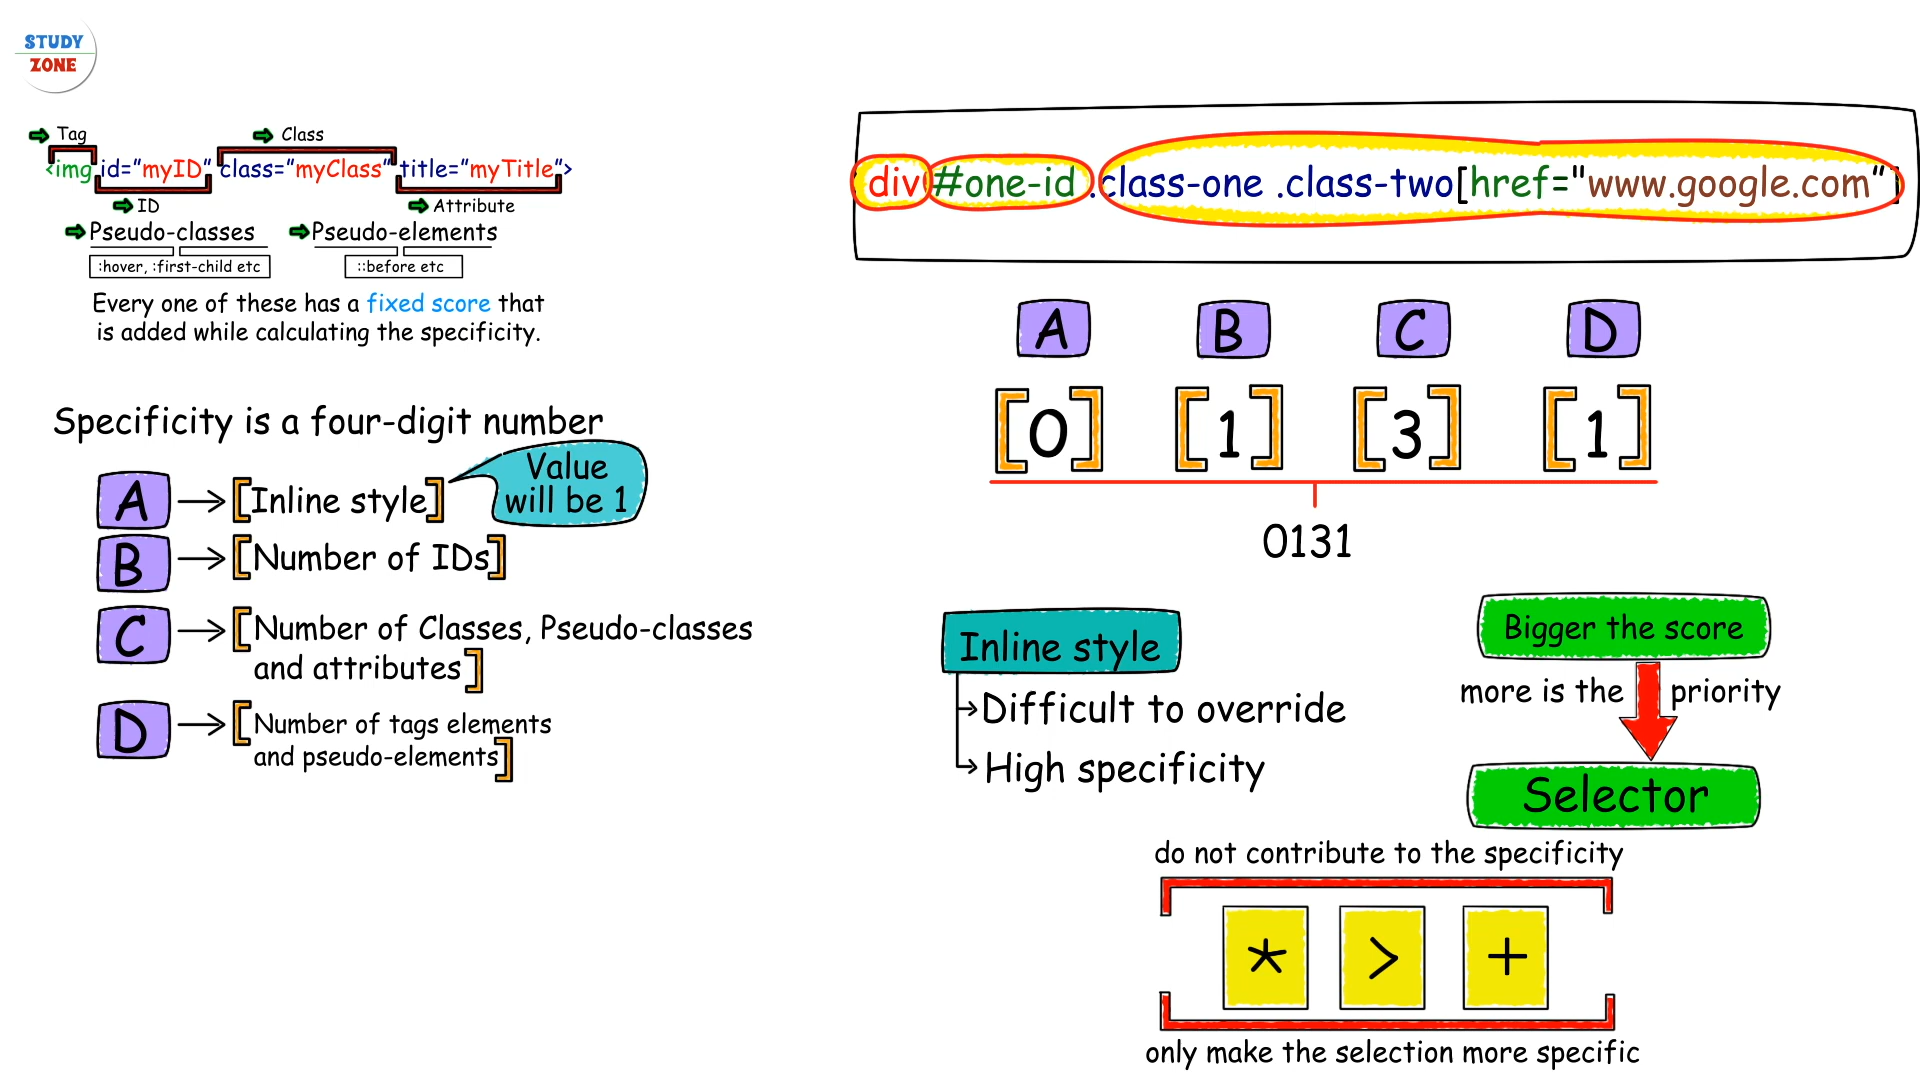 STUDY
ZONE
Tag
Class
<img id="myID" class="myClass" title="myTitle">
ID
Attribute
Pseudo-classes
Pseudo-elements
:hover, :first-child etc
::before etc
Every one of these has a fixed score that
is added while calculating the specificity.
Specificity is a four-digit number
A
[Inline style]
Value
will be 1
B
[Number of IDs]
C
[Number of Classes, Pseudo-classes
and attributes]
D
[Number of tags elements
and pseudo-elements]
div#one-id.class-one .class-two[href="www.google.com"]
A B C D
[0] [1] [3] [1]
0131
Inline style
Difficult to override
High specificity
Bigger the score
more is the priority
Selector
do not contribute to the specificity
* > +
only make the selection more specific